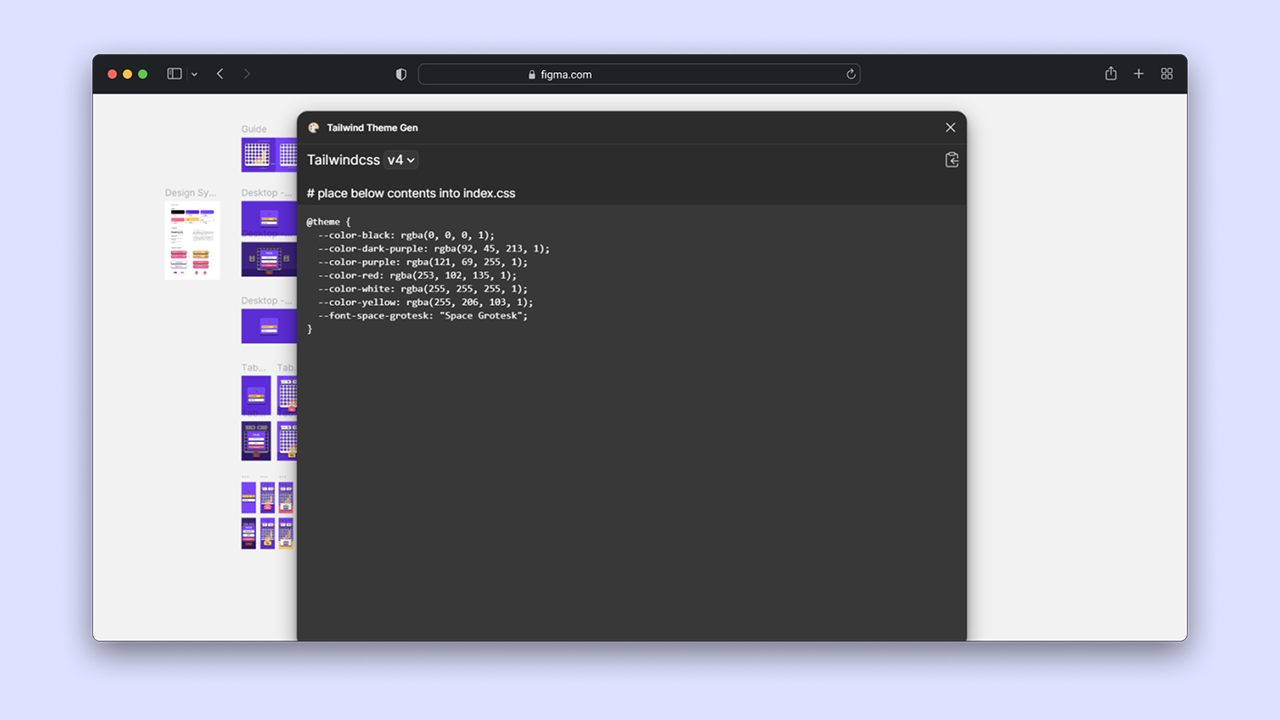 figma.com
Guide
Design Sy...
Desktop -...
Desktop -...
Tab...
Tab.
Tailwind Theme Gen
Tailwindcss v4
# place below contents into index.css
@theme {
--color-black: rgba(0, 0, 0, 1);
--color-dark-purple: rgba(92, 45, 213, 1);
--color-purple: rgba(121, 69, 255, 1);
--color-red: rgba(253, 102, 135, 1);
--color-white: rgba(255, 255, 255, 1);
--color-yellow: rgba(255, 206, 103, 1);
--font-space-grotesk: "Space Grotesk";
}